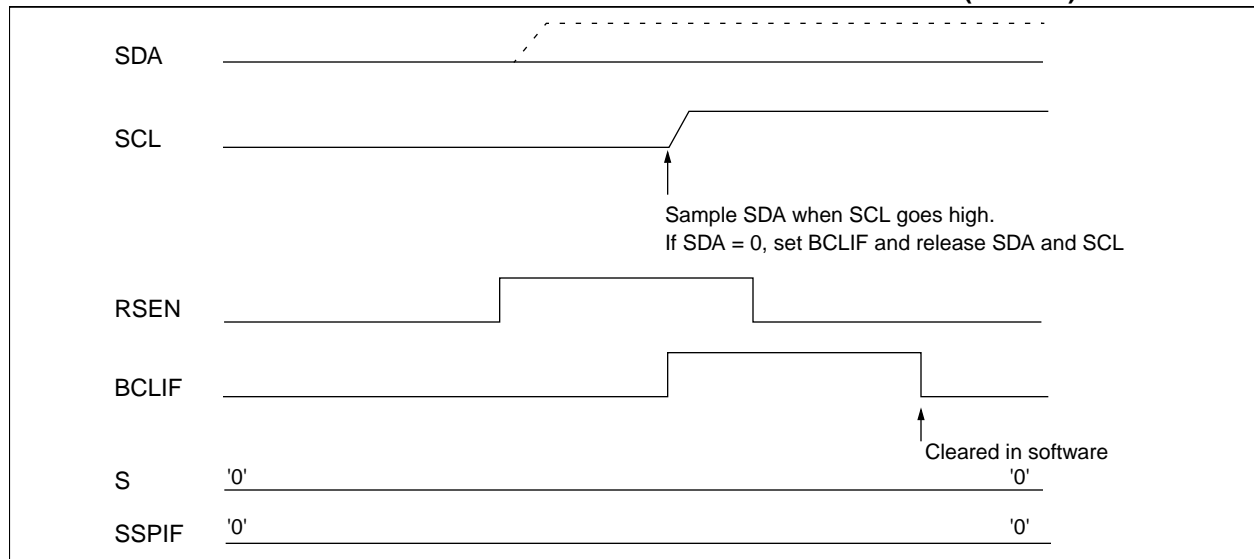 SDA
SCL
Sample SDA when SCL goes high.
If SDA = 0, set BCLIF and release SDA and SCL
RSEN
BCLIF
Cleared in software
S '0' '0'
SSPIF '0' '0'